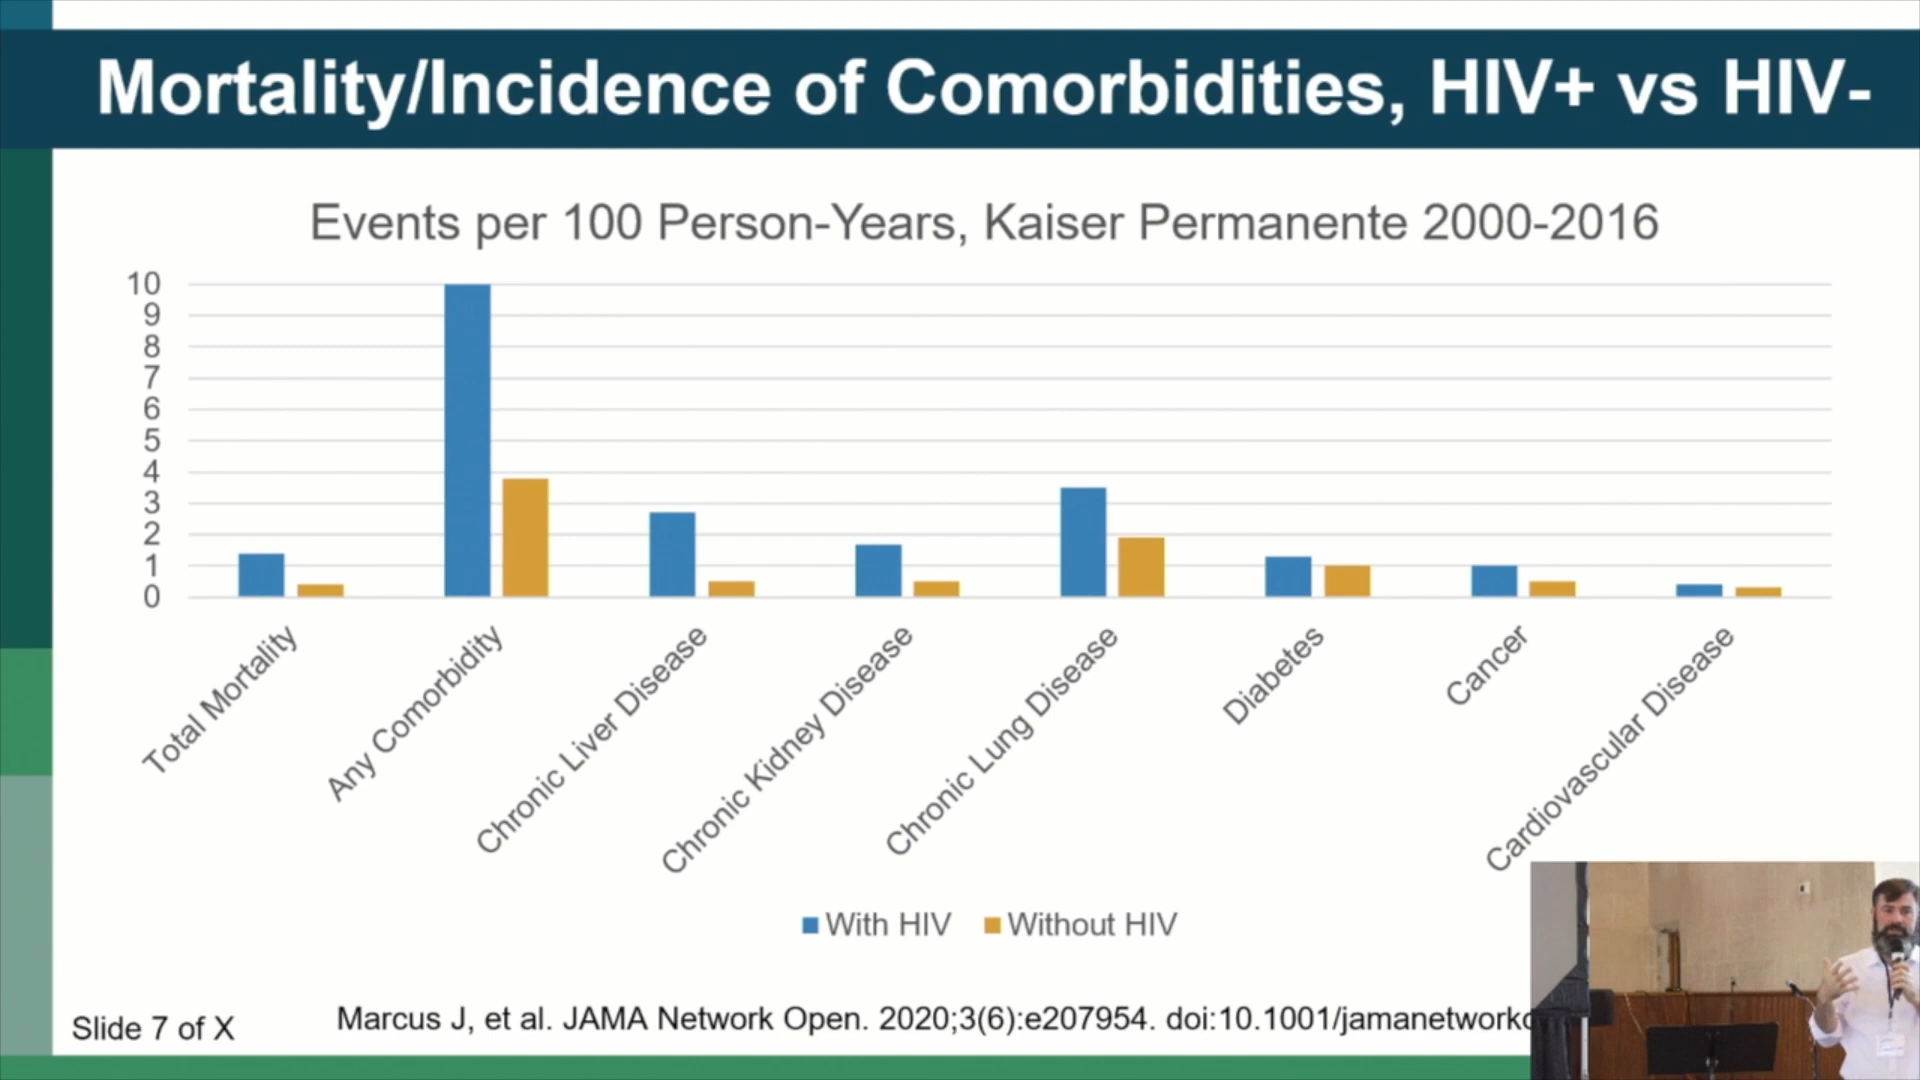 Mortality/Incidence of Comorbidities, HIV+ vs HIV-
Events per 100 Person-Years, Kaiser Permanente 2000-2016
10
9
8
7
6
5
4
3
2
1
0
Total Mortality
Any Comorbidity
Chronic Liver Disease
Chronic Kidney Disease
Chronic Lung Disease
Diabetes
Cancer
Cardiovascular Disease
With HIV
Without HIV
Slide 7 of X
Marcus J, et al. JAMA Network Open. 2020;3(6):e207954. doi:10.1001/jamanetworko